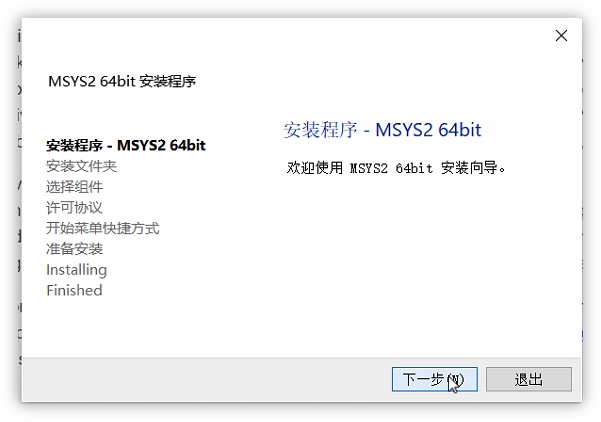 MSYS2 64bit 安装程序
安装程序 - MSYS2 64bit
安装文件夹
选择组件
许可协议
开始菜单快捷方式
准备安装
Installing
Finished
安装程序 - MSYS2 64bit
欢迎使用 MSYS2 64bit 安装向导。
下一步(N)
退出